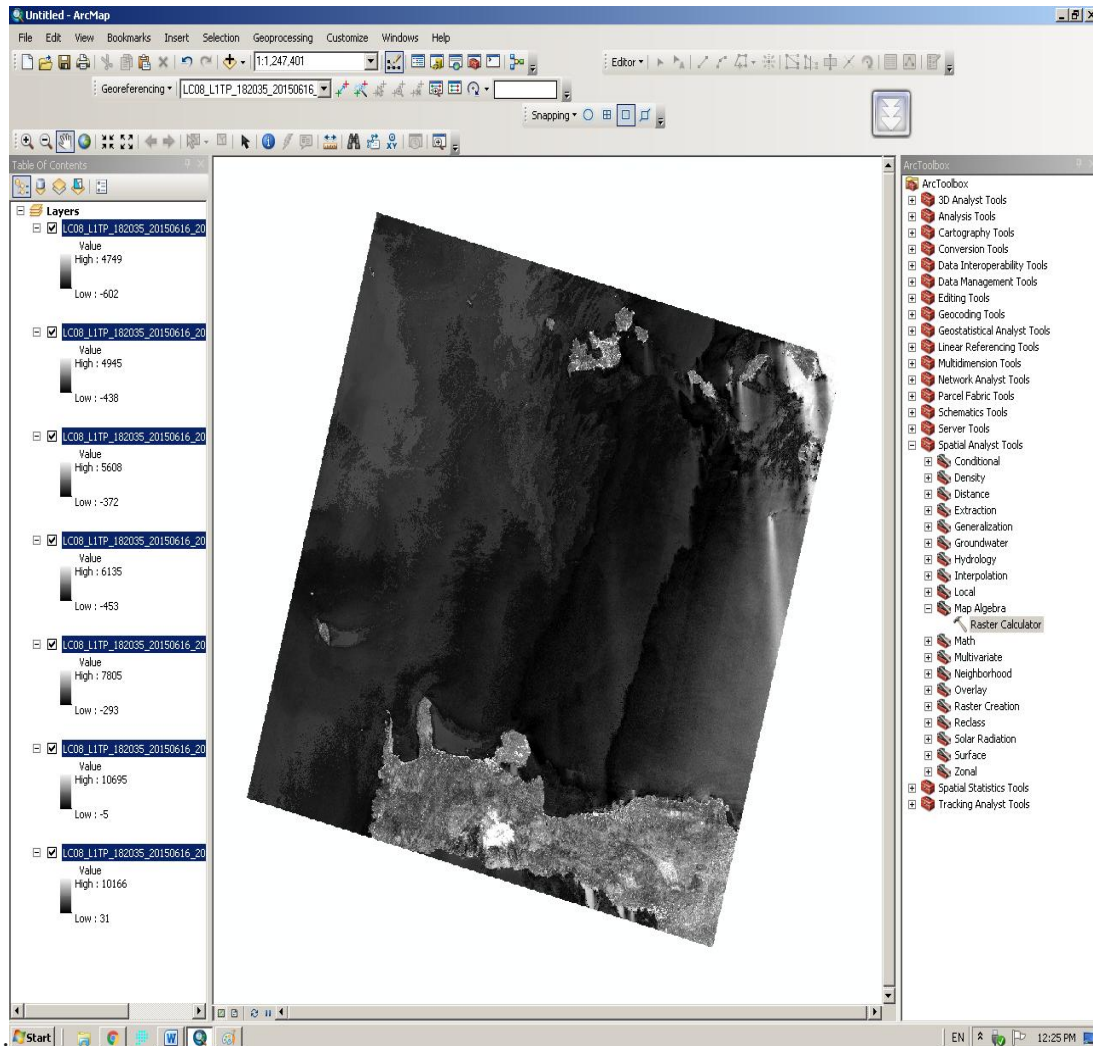 Untitled - ArcMap
File Edit View Bookmarks Insert Selection Geoprocessing Customize Windows Help
1:1,247,401
Editor
Georeferencing LC08_L1TP_182035_20150616_
Snapping
Table Of Contents
Layers
LC08_L1TP_182035_20150616_20
Value
High : 4749
Low : -602
LC08_L1TP_182035_20150616_20
Value
High : 4945
Low : -438
LC08_L1TP_182035_20150616_20
Value
High : 5608
Low : -372
LC08_L1TP_182035_20150616_20
Value
High : 6135
Low : -453
LC08_L1TP_182035_20150616_20
Value
High : 7805
Low : -293
LC08_L1TP_182035_20150616_20
Value
High : 10695
Low : -5
LC08_L1TP_182035_20150616_20
Value
High : 10166
Low : 31
ArcToolbox
ArcToolbox
3D Analyst Tools
Analysis Tools
Cartography Tools
Conversion Tools
Data Interoperability Tools
Data Management Tools
Editing Tools
Geocoding Tools
Geostatistical Analyst Tools
Linear Referencing Tools
Multidimension Tools
Network Analyst Tools
Parcel Fabric Tools
Schematics Tools
Server Tools
Spatial Analyst Tools
Conditional
Density
Distance
Extraction
Generalization
Groundwater
Hydrology
Interpolation
Local
Map Algebra
Raster Calculator
Math
Multivariate
Neighborhood
Overlay
Raster Creation
Reclass
Solar Radiation
Surface
Zonal
Spatial Statistics Tools
Tracking Analyst Tools
Start
EN
12:25 PM